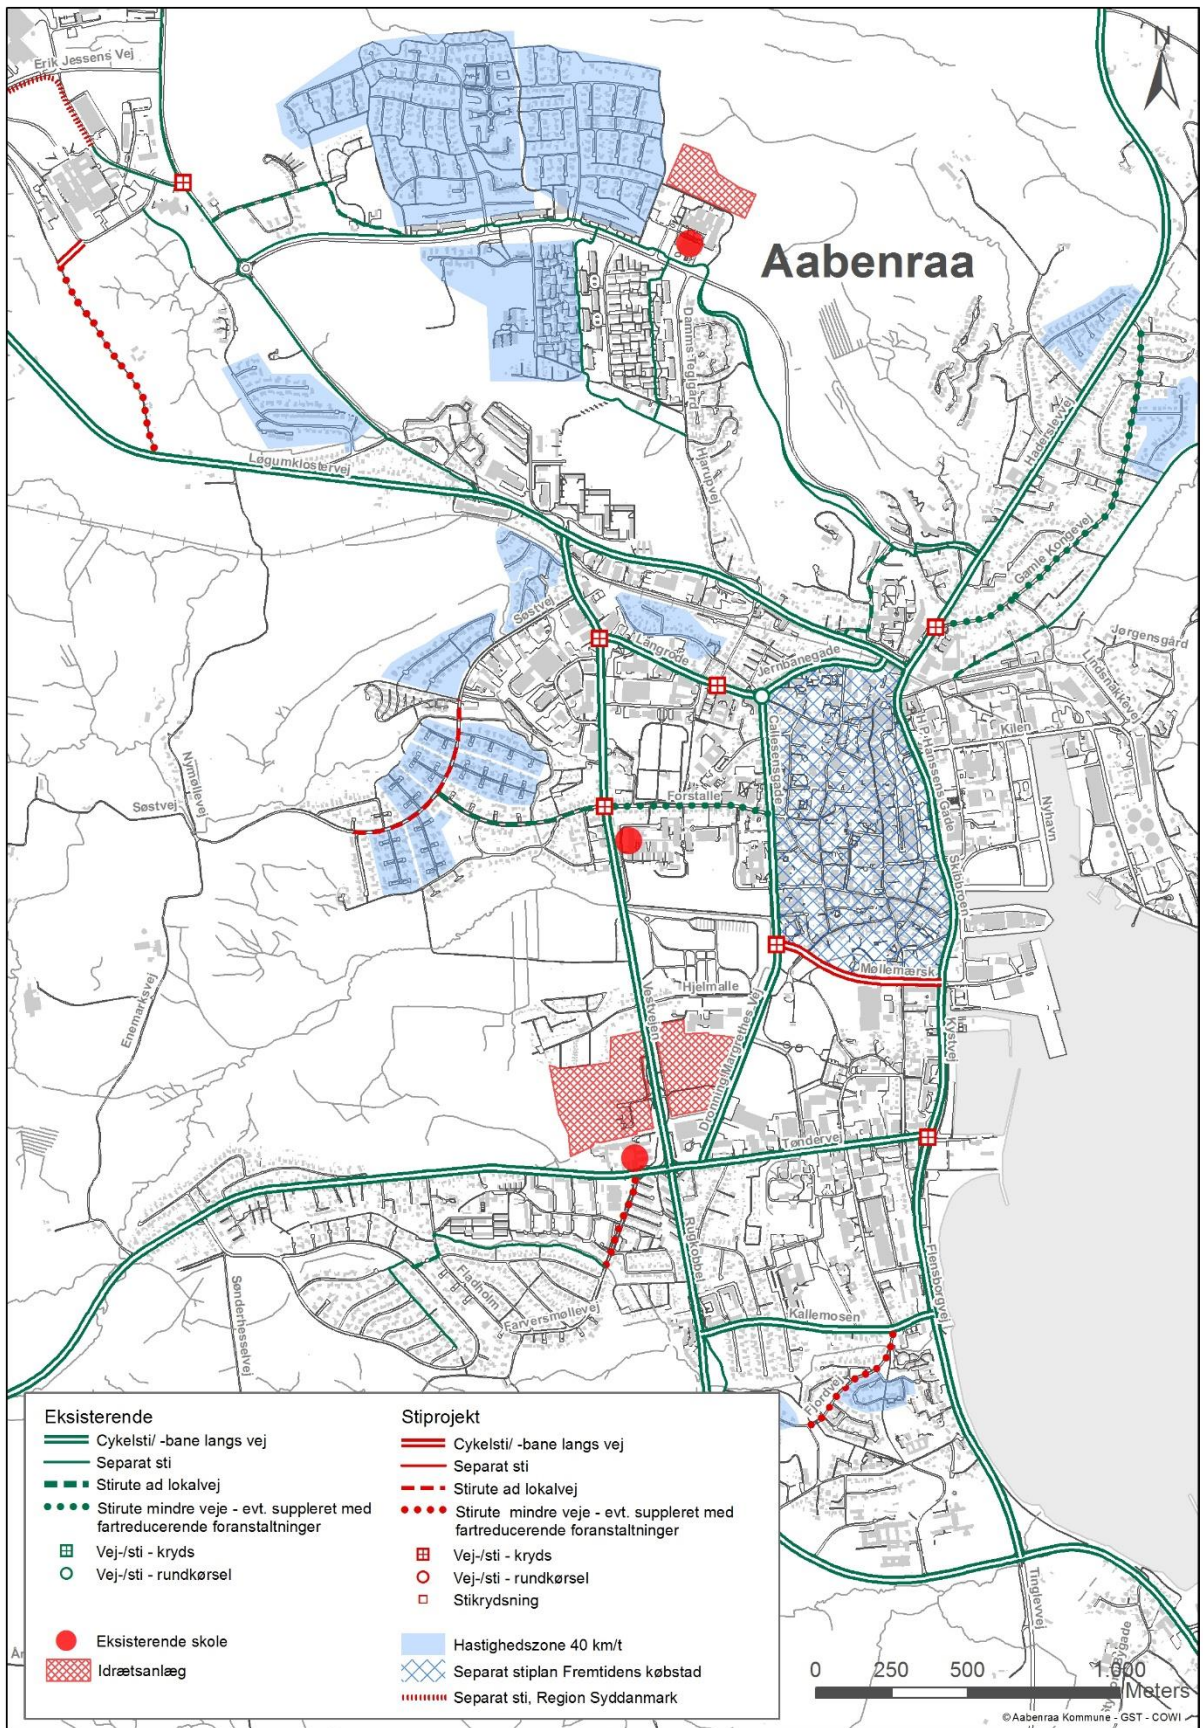 N
Erik Jessens Vej
Aabenraa
Damms Teglgård
Hjarupvej
Haderslevvej
Gamle Kongevej
Løgumklostervej
Søstvej
Langrode
Jernbanegade
Jørgensgård
Lindsnakkevej
Kilen
Nyhavn
H P Hanssens Gade
Skibbroen
Callesensgade
Forstalle
Nymøllevej
Søstvej
Enemarksvej
Møllemærsk
Hjelmalle
Vestvejen
Dronning Margrethes Vej
Kystvej
Tøndervej
Rugkobbel
Flensborgvej
Kallemosen
Fjordvej
Fladholm
Farversmøllevej
Sønderhesselvej
Tinglevvej
Eksisterende
Cykelsti/ -bane langs vej
Separat sti
Stirute ad lokalvej
Stirute mindre veje - evt. suppleret med
fartreducerende foranstaltninger
Vej-/sti - kryds
Vej-/sti - rundkørsel
Eksisterende skole
Idrætsanlæg
Stiprojekt
Cykelsti/ -bane langs vej
Separat sti
Stirute ad lokalvej
Stirute mindre veje - evt. suppleret med
fartreducerende foranstaltninger
Vej-/sti - kryds
Vej-/sti - rundkørsel
Stikrydsning
Hastighedszone 40 km/t
Separat stiplan Fremtidens købstad
Separat sti, Region Syddanmark
0 250 500 1.000
Meters
©Aabenraa Kommune - GST - COWI